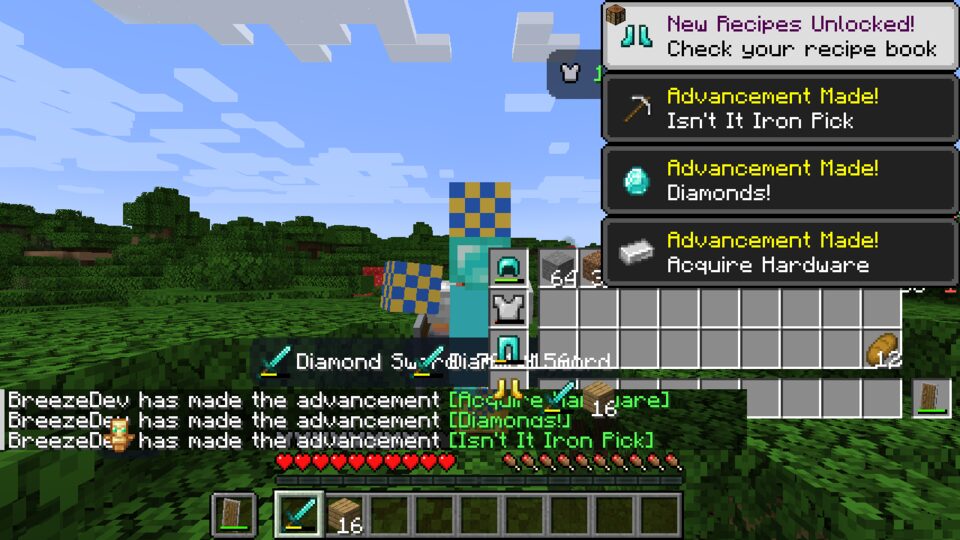 New Recipes Unlocked!
Check your recipe book
Advancement Made!
Isn't It Iron Pick
Advancement Made!
Diamonds!
Advancement Made!
Acquire Hardware
64
12
Diamond
16
BreezeDev has made the advancement [Acquire Hardware]
BreezeDev has made the advancement [Diamonds!]
BreezeDev has made the advancement [Isn't It Iron Pick]
16